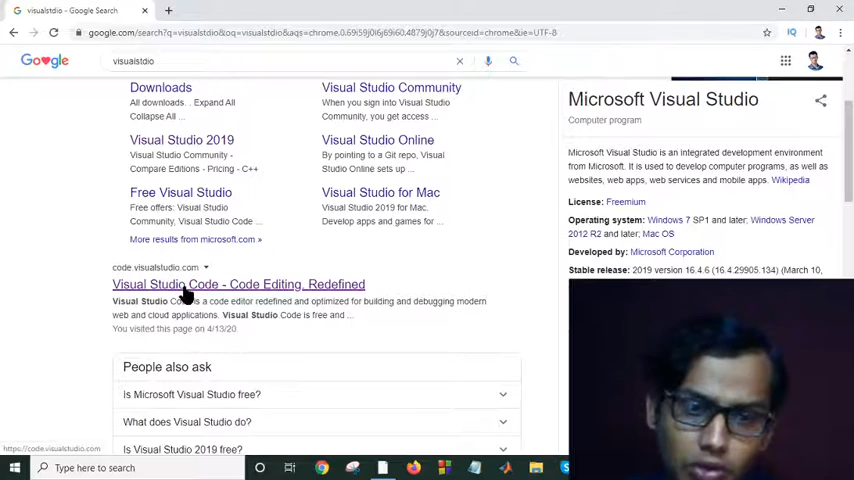 visualstdio - Google Search
google.com/search?q=visualstdio&oq=visualstdio&aqs=chrome.0.69i59j0i69i60.4879j0j7&sourceid=chrome&ie=UTF-8
visualstdio
Downloads
All downloads. . Expand All
Collapse All ...
Visual Studio Community
When you sign into Visual Studio
Community, you get access ...
Visual Studio 2019
Visual Studio Community -
Compare Editions - Pricing - C++
Visual Studio Online
By pointing to a Git repo, Visual
Studio Online sets up ...
Free Visual Studio
Free offers: Visual Studio
Community, Visual Studio Code ...
Visual Studio for Mac
Visual Studio 2019 for Mac.
Develop apps and games for ...
More results from microsoft.com »
code.visualstudio.com
Visual Studio Code - Code Editing. Redefined
Visual Studio Code is a code editor redefined and optimized for building and debugging modern
web and cloud applications. Visual Studio Code is free and ...
You visited this page on 4/13/20.
People also ask
Is Microsoft Visual Studio free?
What does Visual Studio do?
Is Visual Studio 2019 free?
Microsoft Visual Studio
Computer program
Microsoft Visual Studio is an integrated development environment
from Microsoft. It is used to develop computer programs, as well as
websites, web apps, web services and mobile apps. Wikipedia
License: Freemium
Operating system: Windows 7 SP1 and later; Windows Server
2012 R2 and later; Mac OS
Developed by: Microsoft Corporation
Stable release: 2019 version 16.4.6 (16.4.29905.134) (March 10,
https://code.visualstudio.com
Type here to search